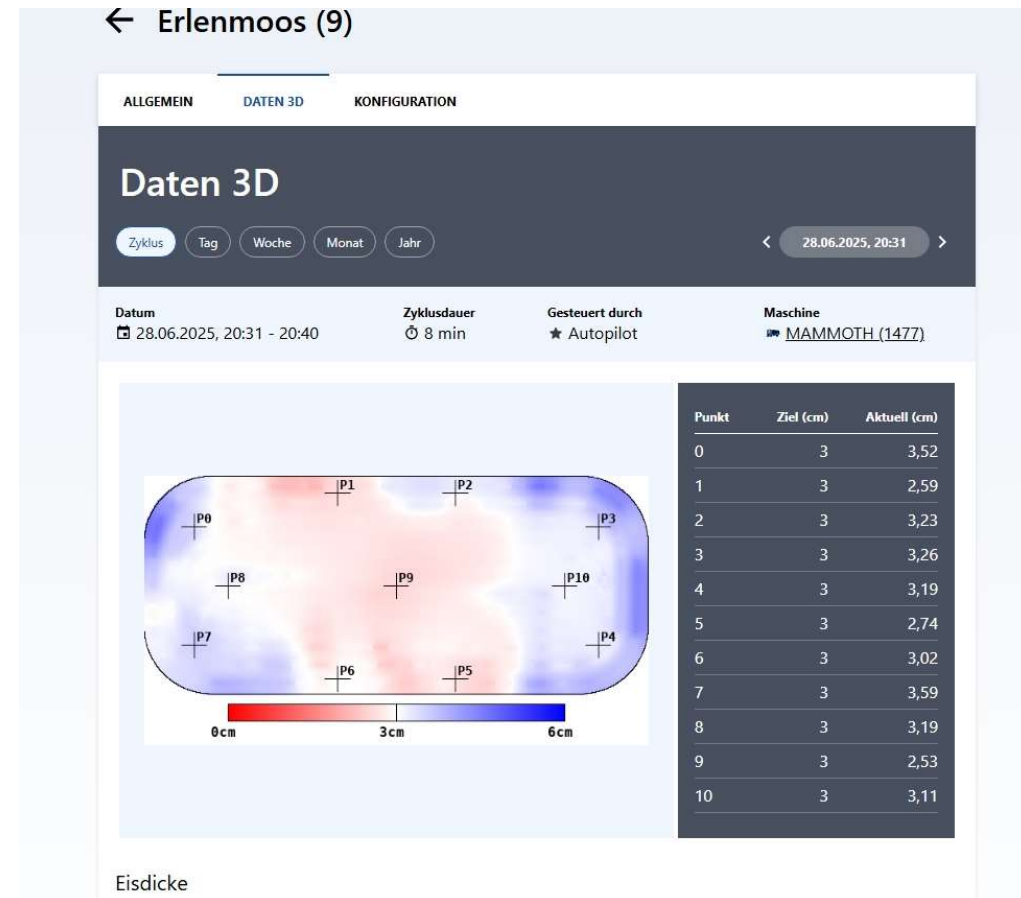 ← Erlenmoos (9)
ALLGEMEIN DATEN 3D KONFIGURATION
Daten 3D
Zyklus Tag Woche Monat Jahr < 28.06.2025, 20:31 >
Datum Zyklusdauer Gesteuert durch Maschine
28.06.2025, 20:31 - 20:40 8 min Autopilot MAMMOTH (1477)
P1 P2
P0 P3
P8 P9 P10
P7 P4
P6 P5
0cm 3cm 6cm
Punkt Ziel (cm) Aktuell (cm)
0 3 3,52
1 3 2,59
2 3 3,23
3 3 3,26
4 3 3,19
5 3 2,74
6 3 3,02
7 3 3,59
8 3 3,19
9 3 2,53
10 3 3,11
Eisdicke